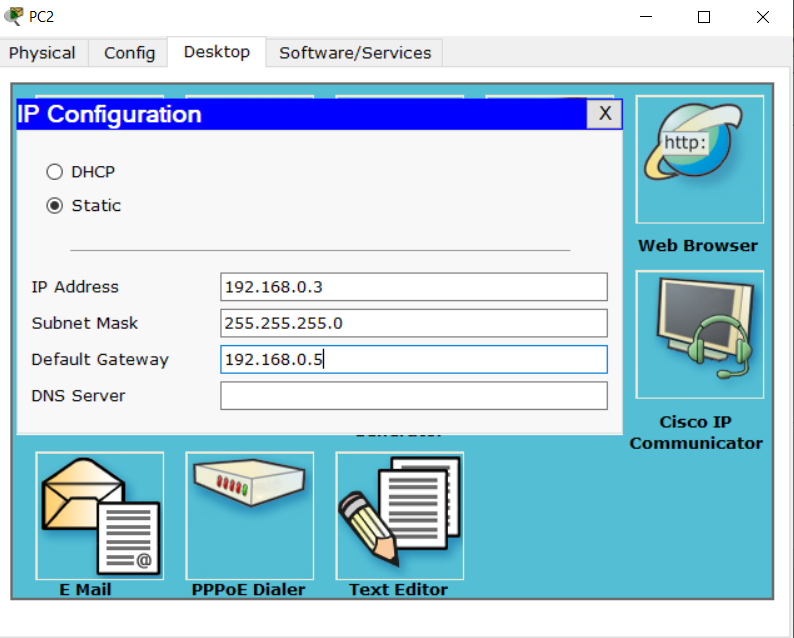 PC2
Physical
Config
Desktop
Software/Services
IP Configuration
X
DHCP
Static
IP Address
192.168.0.3
Subnet Mask
255.255.255.0
Default Gateway
192.168.0.5
DNS Server
http:
Web Browser
Cisco IP
Communicator
@
E Mail
PPPoE Dialer
Text Editor